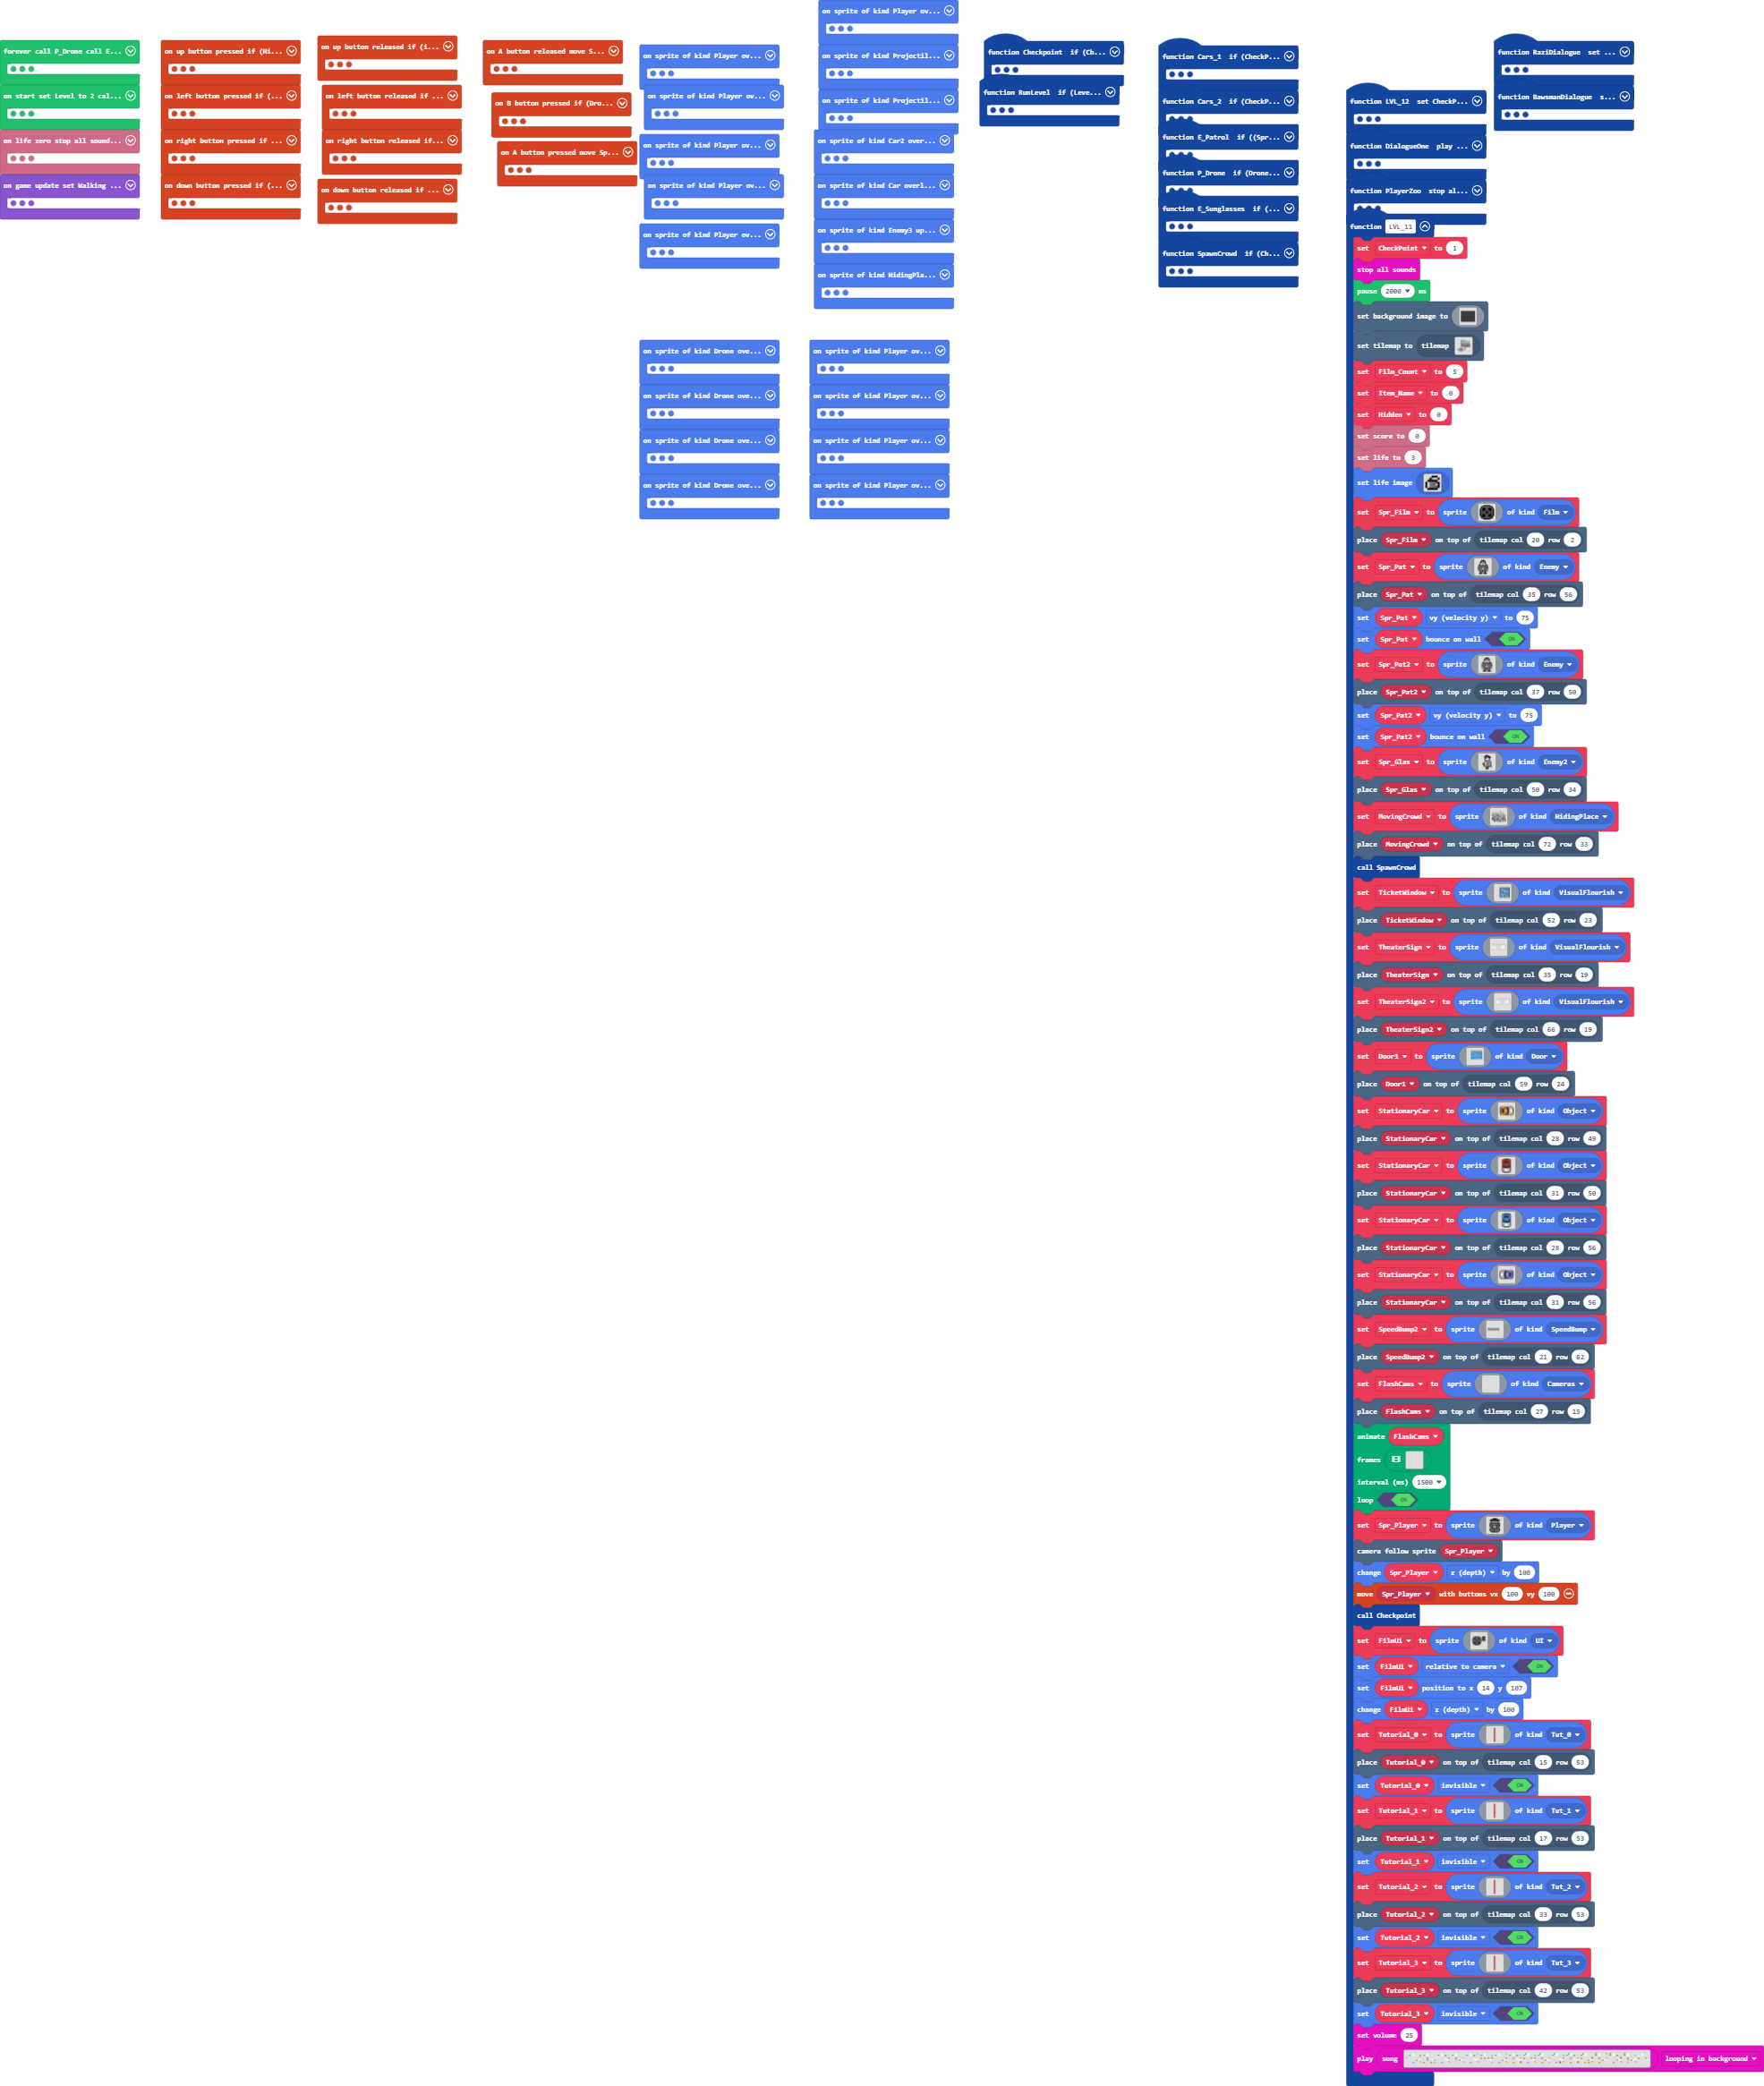 forever call P_Drone call E...
on start set Level to 2 cal...
on life zero stop all sound...
on game update set Walking ...
on up button pressed if (Hi...
on left button pressed if (...
on right button pressed if ...
on down button pressed if (...
on up button released if (i...
on left button released if ...
on right button released if...
on down button released if ...
on A button released move S...
on B button pressed if (Dro...
on A button pressed move Sp...
on sprite of kind Player ov...
on sprite of kind Player ov...
on sprite of kind Player ov...
on sprite of kind Player ov...
on sprite of kind Player ov...
on sprite of kind Player ov...
on sprite of kind Projectil...
on sprite of kind Projectil...
on sprite of kind Car2 over...
on sprite of kind Car overl...
on sprite of kind Enemy3 up...
on sprite of kind HidingPla...
on sprite of kind Drone ove...
on sprite of kind Drone ove...
on sprite of kind Drone ove...
on sprite of kind Drone ove...
on sprite of kind Player ov...
on sprite of kind Player ov...
on sprite of kind Player ov...
on sprite of kind Player ov...
function Checkpoint if (Ch...
function RunLevel if (Leve...
function Cars_1 if (CheckP...
function Cars_2 if (CheckP...
function E_Patrol if ((Spr...
function P_Drone if (Drone...
function E_Sunglasses if (...
function SpawnCrowd if (Ch...
function RaziDialogue set ...
function BawsmanDialogue s...
function LVL_12 set CheckP...
function DialogueOne play ...
function PlayerZoo stop al...
function LVL_11
set CheckPoint to 1
stop all sounds
pause 2000 ms
set background image to
set tilemap to tilemap
set Film_Count to 5
set Item_Name to 0
set Hidden to 0
set score to 0
set life to 3
set life image
set Spr_Film to sprite of kind Film
place Spr_Film on top of tilemap col 20 row 2
set Spr_Pat to sprite of kind Enemy
place Spr_Pat on top of tilemap col 35 row 56
set Spr_Pat vy (velocity y) to 75
set Spr_Pat bounce on wall ON
set Spr_Pat2 to sprite of kind Enemy
place Spr_Pat2 on top of tilemap col 37 row 50
set Spr_Pat2 vy (velocity y) to 75
set Spr_Pat2 bounce on wall ON
set Spr_Glas to sprite of kind Enemy2
place Spr_Glas on top of tilemap col 50 row 34
set MovingCrowd to sprite of kind HidingPlace
place MovingCrowd on top of tilemap col 72 row 33
call SpawnCrowd
set TicketWindow to sprite of kind VisualFlourish
place TicketWindow on top of tilemap col 52 row 23
set TheaterSign to sprite of kind VisualFlourish
place TheaterSign on top of tilemap col 35 row 19
set TheaterSign2 to sprite of kind VisualFlourish
place TheaterSign2 on top of tilemap col 66 row 19
set Door1 to sprite of kind Door
place Door1 on top of tilemap col 59 row 24
set StationaryCar to sprite of kind Object
place StationaryCar on top of tilemap col 28 row 49
set StationaryCar to sprite of kind Object
place StationaryCar on top of tilemap col 31 row 50
set StationaryCar to sprite of kind Object
place StationaryCar on top of tilemap col 28 row 56
set StationaryCar to sprite of kind Object
place StationaryCar on top of tilemap col 31 row 56
set SpeedBump2 to sprite of kind SpeedBump
place SpeedBump2 on top of tilemap col 21 row 62
set FlashCams to sprite of kind Cameras
place FlashCams on top of tilemap col 27 row 15
animate FlashCams
frames
interval (ms) 1500
loop ON
set Spr_Player to sprite of kind Player
camera follow sprite Spr_Player
change Spr_Player z (depth) by 100
move Spr_Player with buttons vx 100 vy 100
call Checkpoint
set FilmUi to sprite of kind UI
set FilmUi relative to camera ON
set FilmUi position to x 14 y 107
change FilmUi z (depth) by 100
set Tutorial_0 to sprite of kind Tut_0
place Tutorial_0 on top of tilemap col 15 row 53
set Tutorial_0 invisible ON
set Tutorial_1 to sprite of kind Tut_1
place Tutorial_1 on top of tilemap col 17 row 53
set Tutorial_1 invisible ON
set Tutorial_2 to sprite of kind Tut_2
place Tutorial_2 on top of tilemap col 33 row 53
set Tutorial_2 invisible ON
set Tutorial_3 to sprite of kind Tut_3
place Tutorial_3 on top of tilemap col 42 row 53
set Tutorial_3 invisible ON
set volume 25
play song looping in background